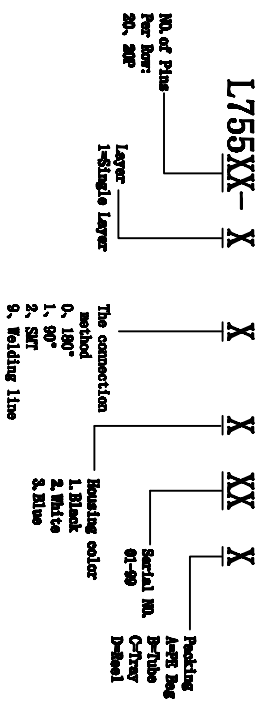 L755XX- X X X XX X
NO. of Pins
Per Row:
20、20P
Layer
1=Single Layer
The connection
method
0、180°
1、90°
2、SMT
9、Welding line
Housing color
1.Black
2.White
3.Blue
Serial NO.
01-99
Packing
A=PE Bag
B=Tube
C=Tray
D=Reel